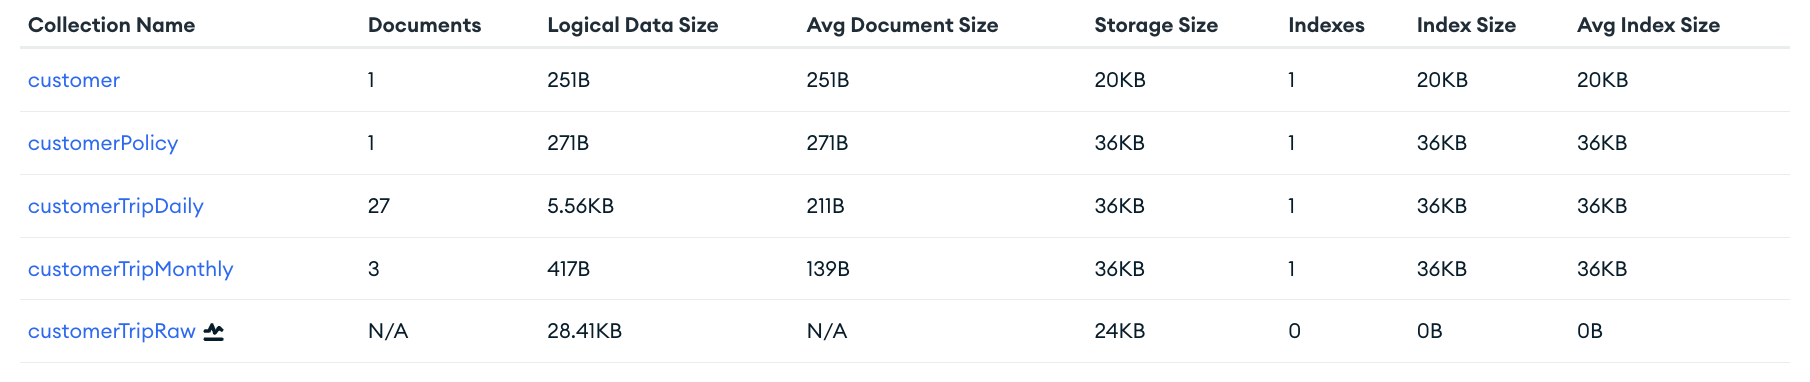 Collection Name Documents Logical Data Size Avg Document Size Storage Size Indexes Index Size Avg Index Size
customer 1 251B 251B 20KB 1 20KB 20KB
customerPolicy 1 271B 271B 36KB 1 36KB 36KB
customerTripDaily 27 5.56KB 211B 36KB 1 36KB 36KB
customerTripMonthly 3 417B 139B 36KB 1 36KB 36KB
customerTripRaw N/A 28.41KB N/A 24KB 0 0B 0B